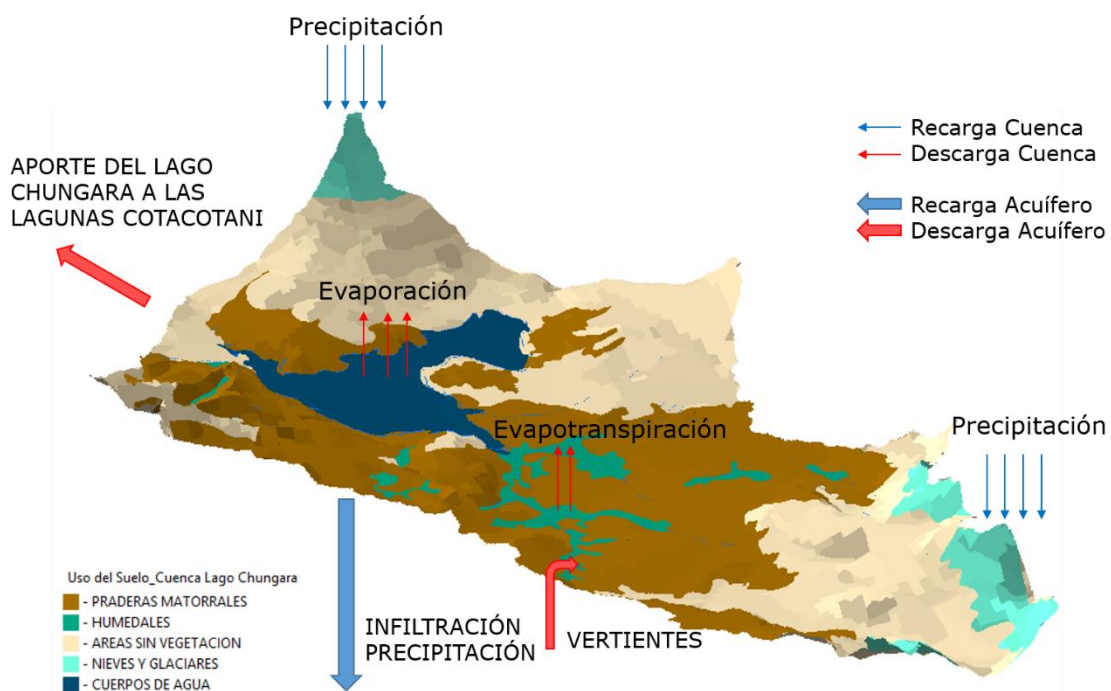 Precipitación
Recarga Cuenca
Descarga Cuenca
Recarga Acuífero
Descarga Acuífero
APORTE DEL LAGO
CHUNGARA A LAS
LAGUNAS COTACOTANI
Evaporación
Evapotranspiración
Precipitación
Uso del Suelo_Cuenca Lago Chungara
- PRADERAS MATORRALES
- HUMEDALES
- AREAS SIN VEGETACION
- NIEVES Y GLACIARES
- CUERPOS DE AGUA
INFILTRACIÓN
PRECIPITACIÓN
VERTIENTES